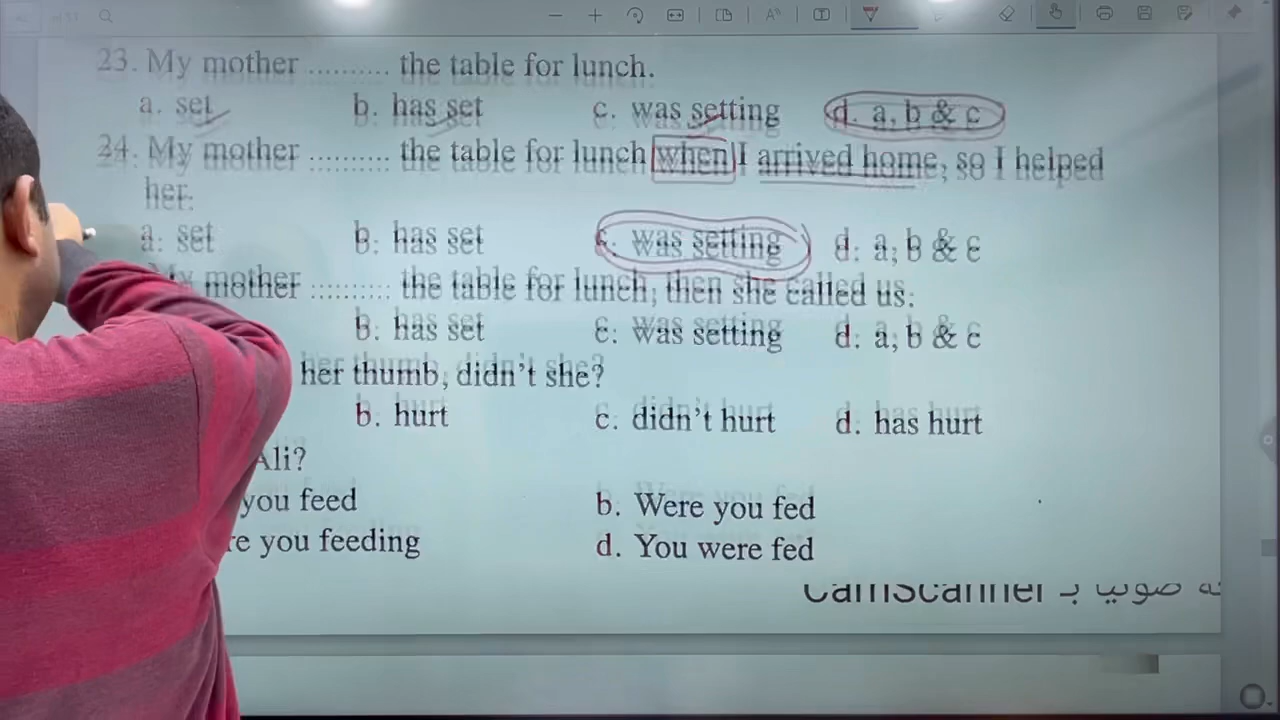 23. My mother .......... the table for lunch.
a. set b. has set c. was setting d. a, b & c
24. My mother .......... the table for lunch when I arrived home, so I helped
her.
a. set b. has set c. was setting d. a, b & c
My mother .......... the table for lunch, then she called us.
b. has set c. was setting d. a, b & c
her thumb, didn't she?
b. hurt c. didn't hurt d. has hurt
Ali?
you feed b. Were you fed
you feeding d. You were fed
CamScanner